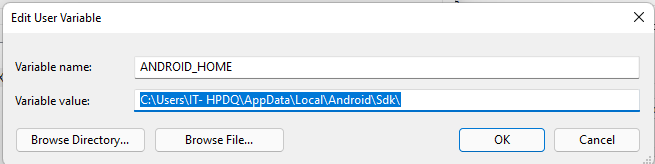 Edit User Variable
Variable name:
ANDROID_HOME
Variable value:
C:\Users\IT- HPDQ\AppData\Local\Android\Sdk\
Browse Directory...
Browse File...
OK
Cancel